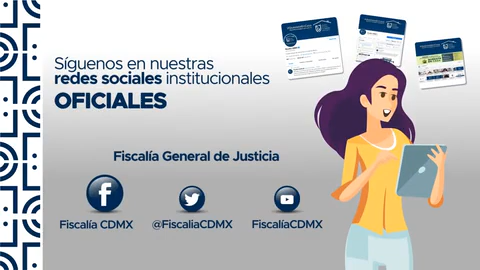 Síguenos en nuestras
redes sociales institucionales
OFICIALES
Fiscalía General de Justicia
Fiscalía CDMX
@FiscaliaCDMX
FiscalíaCDMX